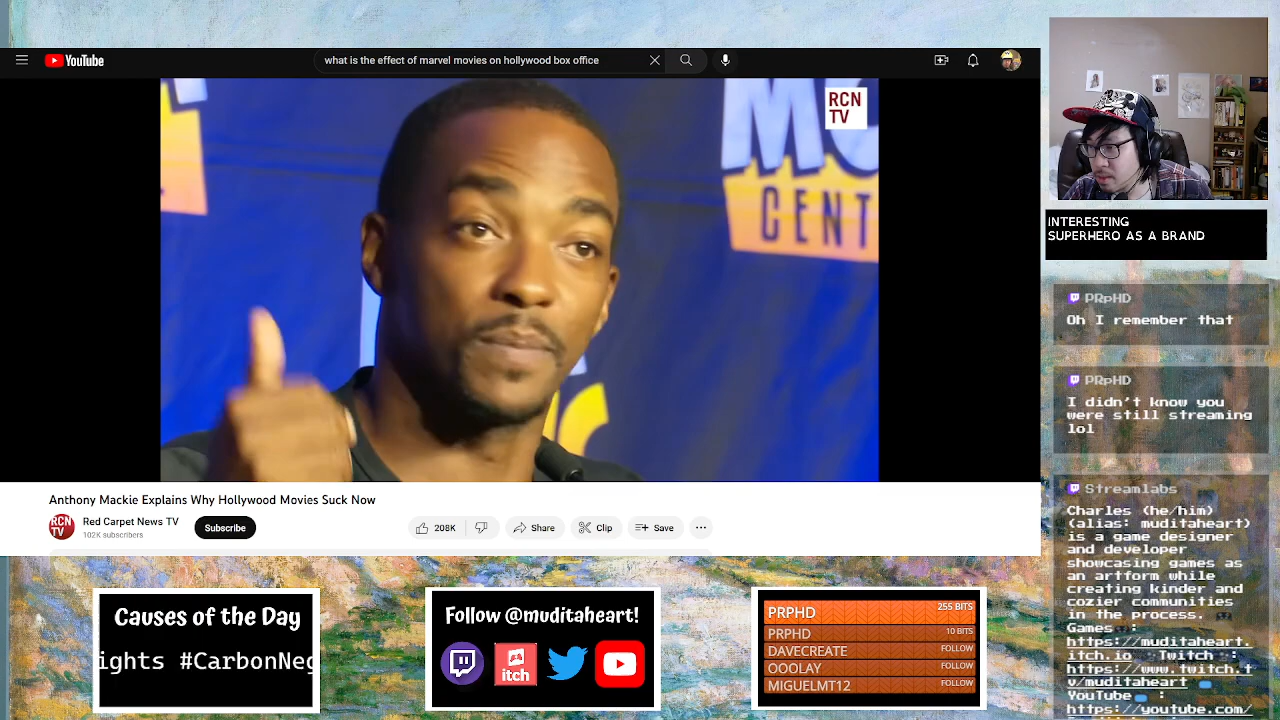 YouTube
what is the effect of marvel movies on hollywood box office
RCN
TV
CENT
Anthony Mackie Explains Why Hollywood Movies Suck Now
RCN
TV
Red Carpet News TV
102K subscribers
Subscribe
208K
Share
Clip
Save
INTERESTING
SUPERHERO AS A BRAND
PRpHD
Oh I remember that
PRpHD
I didn't know you
were still streaming
lol
Streamlabs
Charles (he/him)
(alias: muditaheart)
is a game designer
and developer
showcasing games as
an artform while
creating kinder and
cozier communities
in the process.
Games :
https://muditaheart.
itch.io Twitch :
https://www.twitch.t
v/muditaheart
YouTube :
https://youtube.com/
Causes of the Day
ights #CarbonNeg
Follow @muditaheart!
itch
PRPHD 255 BITS
PRPHD 10 BITS
DAVECREATE FOLLOW
OOOLAY FOLLOW
MIGUELMT12 FOLLOW